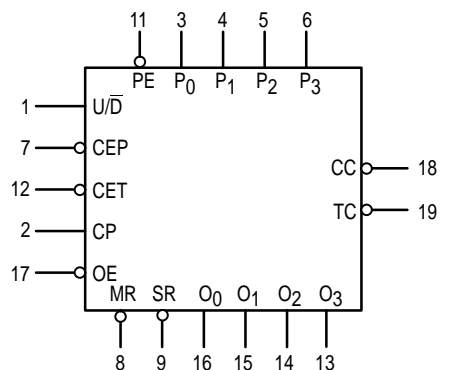 11 3 4 5 6
PE P0 P1 P2 P3
1 U/D̅
7 CEP
CC 18
12 CET
TC 19
2 CP
17 OE
MR SR O0 O1 O2 O3
8 9 16 15 14 13